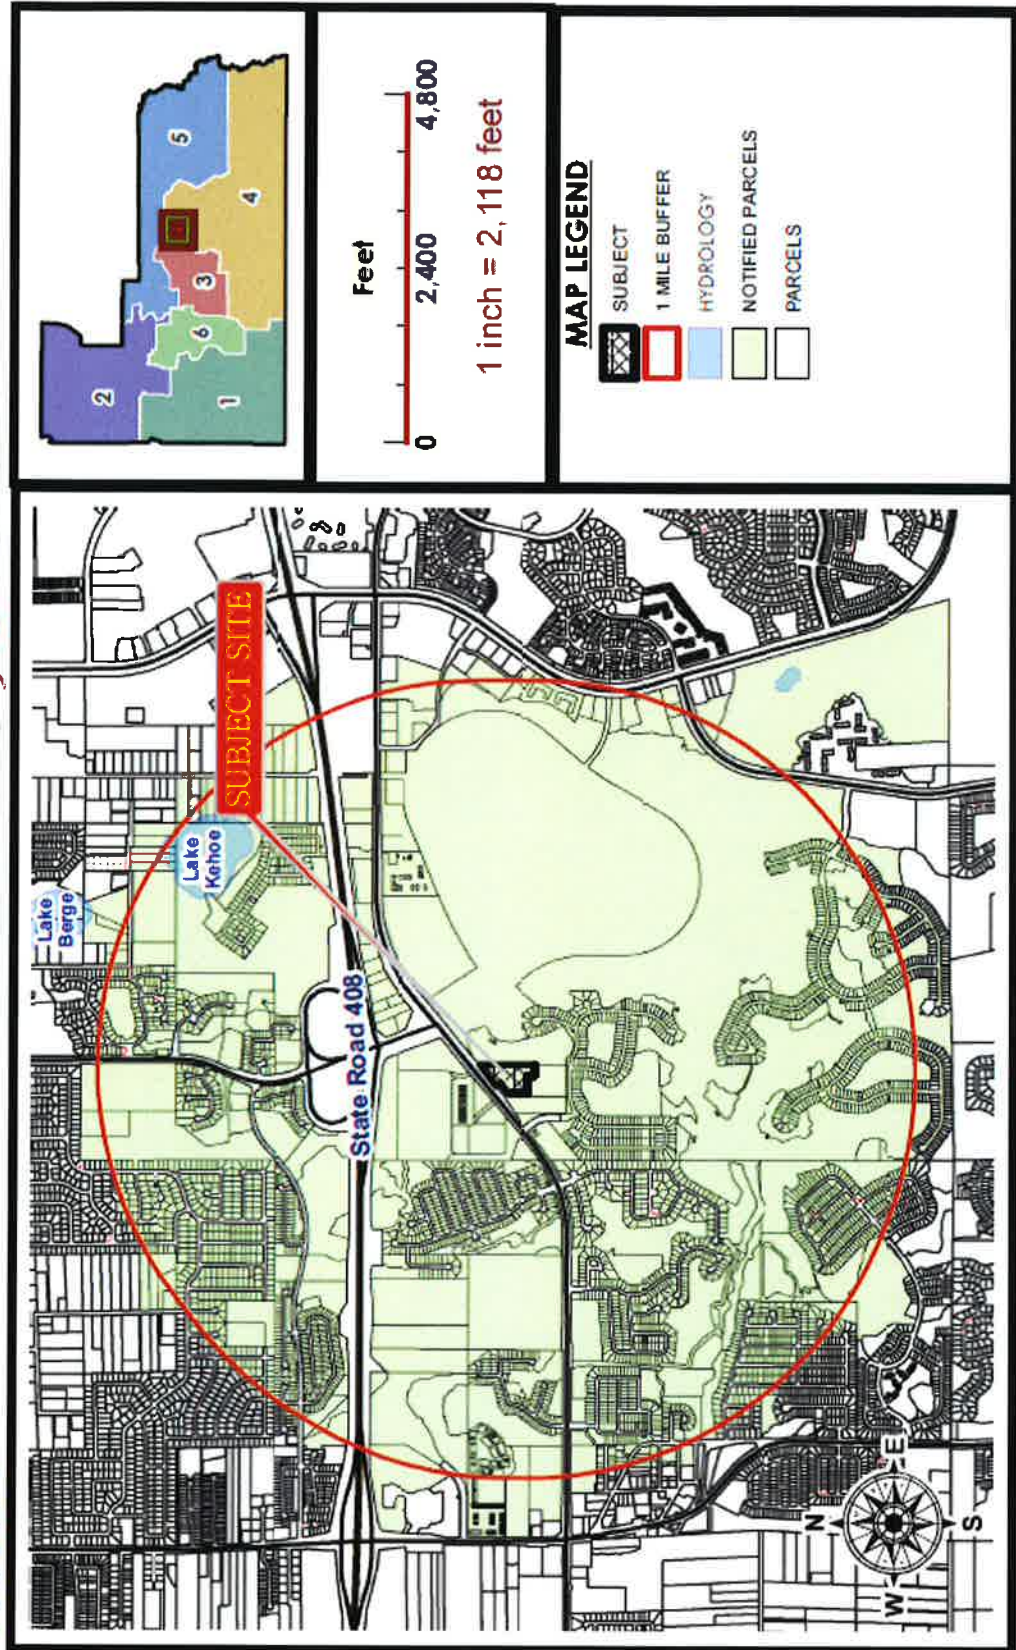 SUBJECT SITE
Lake
Berge
Lake
Kehoe
State Road 408
N
W
E
S
2
5
6
3
1
4
Feet
0
2,400
4,800
1 inch = 2,118 feet
MAP LEGEND
SUBJECT
1 MILE BUFFER
HYDROLOGY
NOTIFIED PARCELS
PARCELS